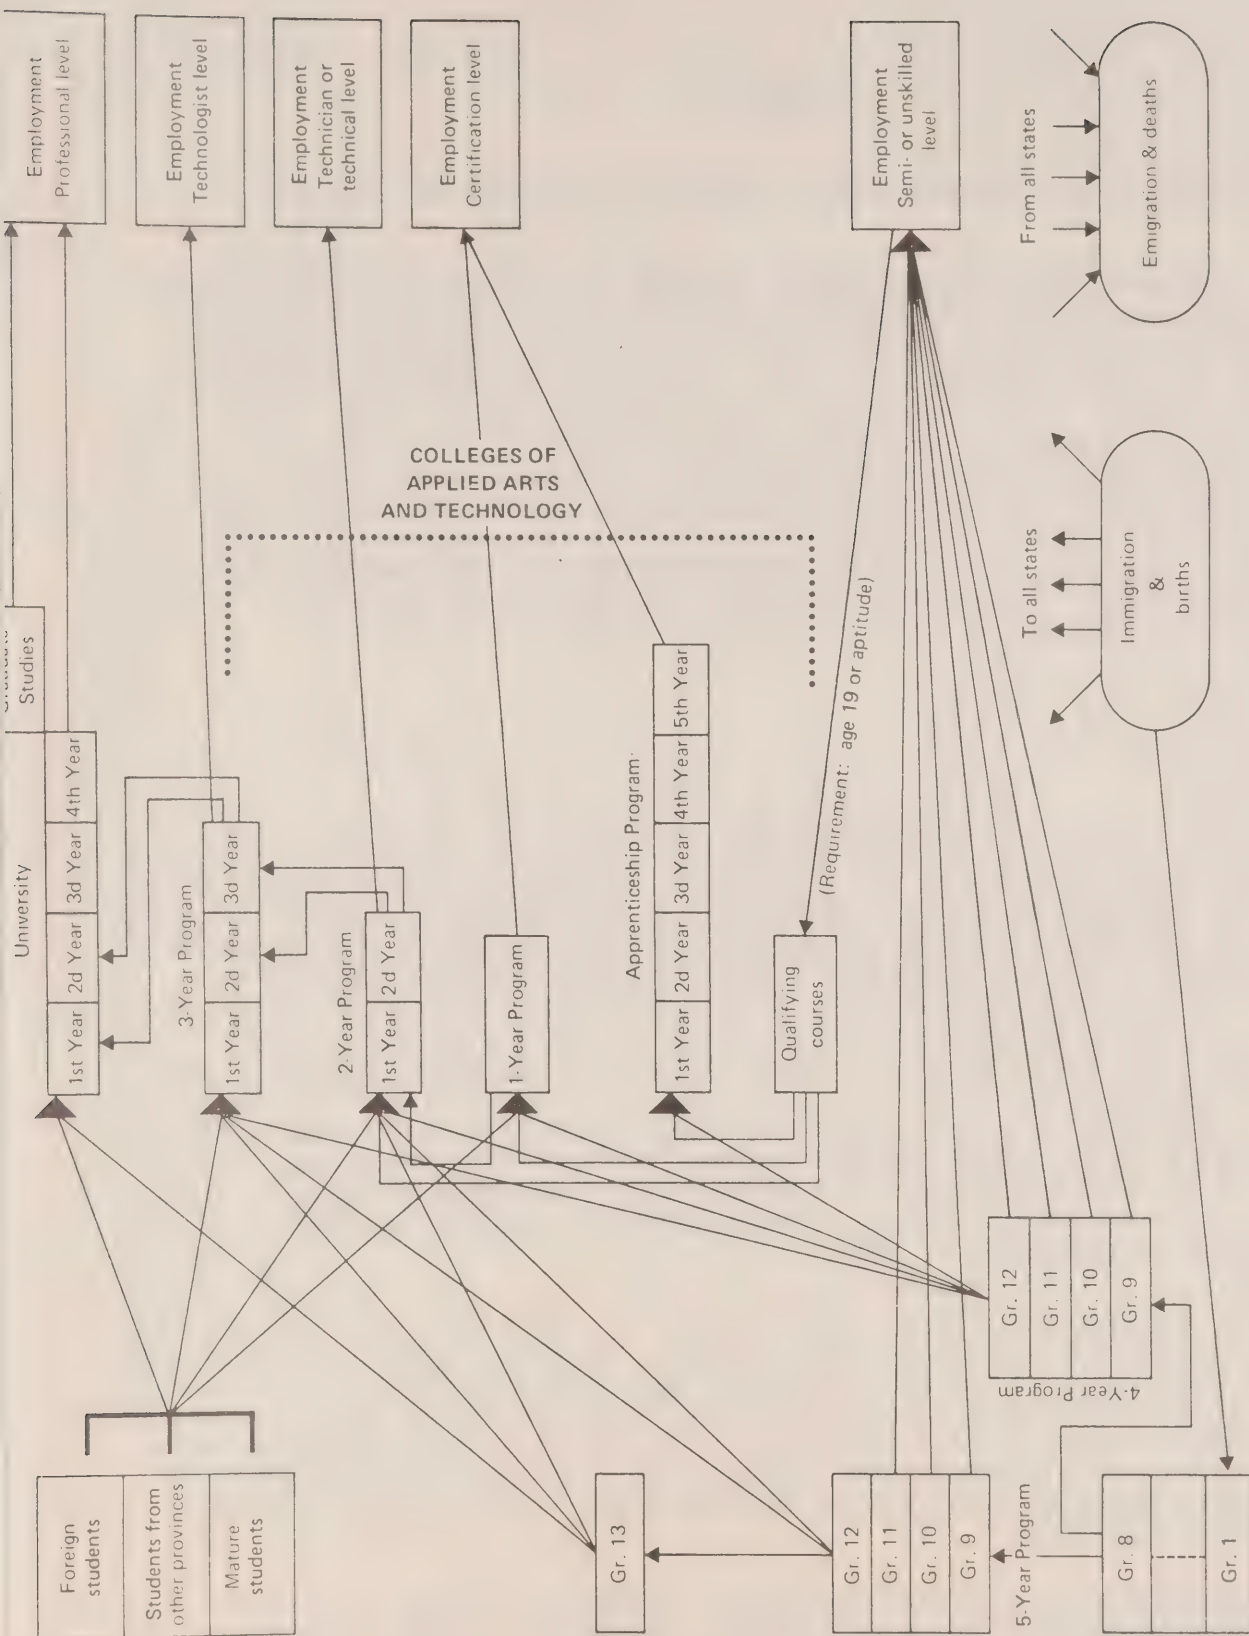 Employment
Professional level
Employment
Technologist level
Employment
Technician or
technical level
Employment
Certification level
Employment
Semi- or unskilled
level
From all states
Emigration & deaths
COLLEGES OF
APPLIED ARTS
AND TECHNOLOGY
Studies
University
1st Year 2d Year 3d Year 4th Year
3-Year Program
1st Year 2d Year 3d Year
2-Year Program
1st Year 2d Year
1-Year Program
Apprenticeship Program
1st Year 2d Year 3d Year 4th Year 5th Year
(Requirement: age 19 or aptitude)
Qualifying
courses
To all states
Immigration
&
births
Foreign
students
Students from
other provinces
Mature
students
Gr. 13
Gr. 12
Gr. 11
Gr. 10
Gr. 9
5-Year Program
Gr. 12
Gr. 11
Gr. 10
Gr. 9
4-Year Program
Gr. 8
Gr. 1